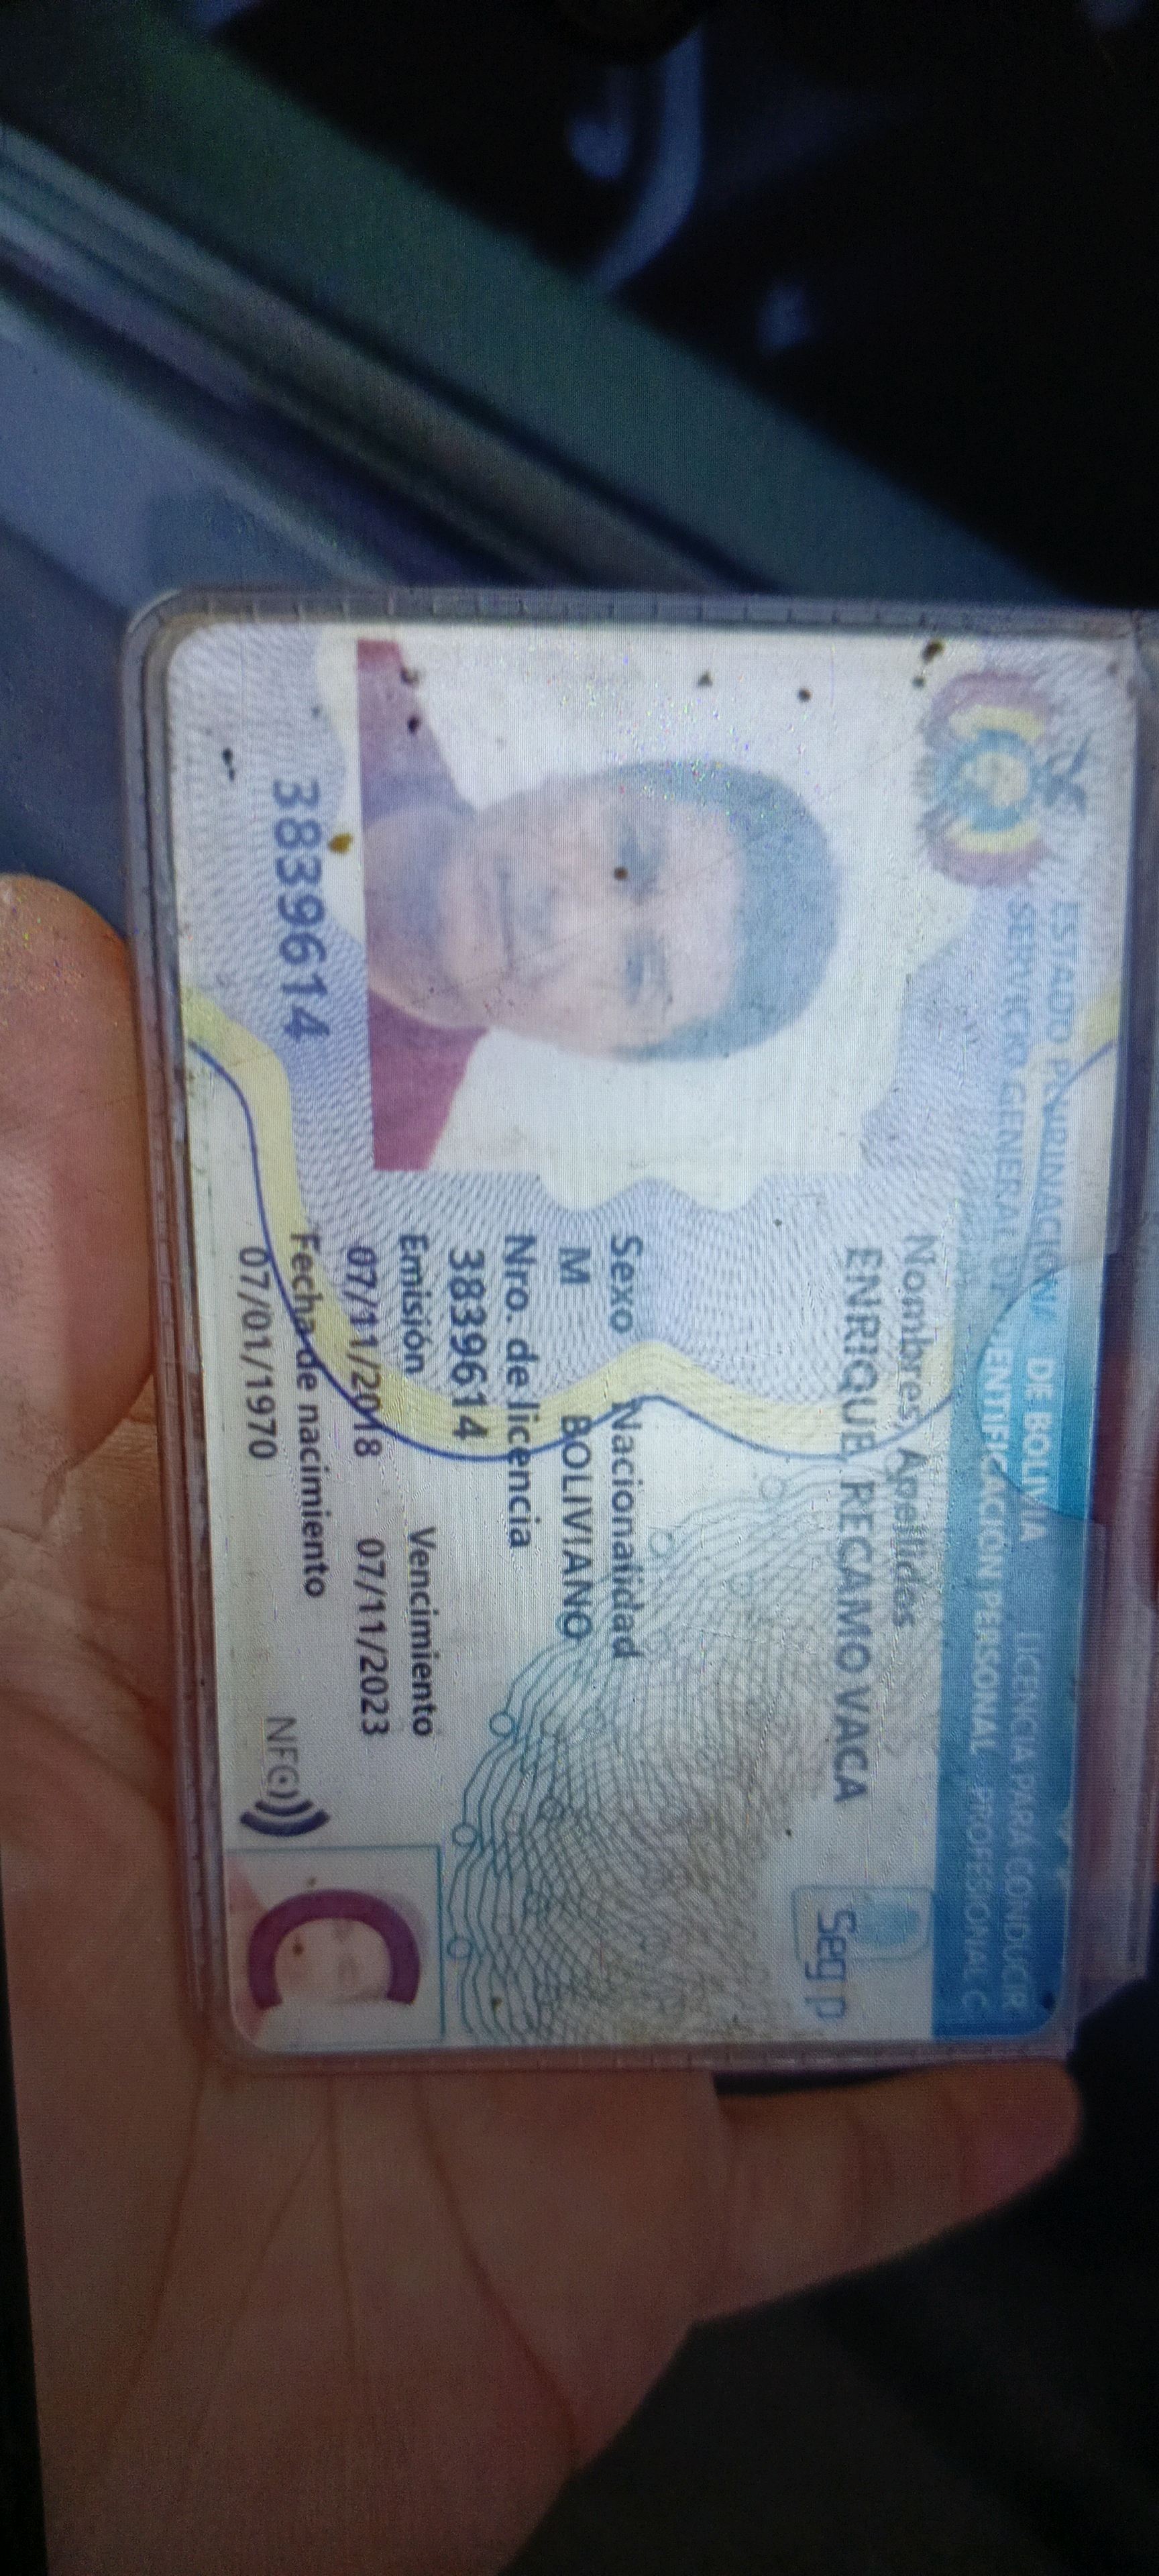 ESTADO PLURINACIONAL DE BOLIVIA LICENCIA PARA CONDUCIR
SERVICIO GENERAL DE IDENTIFICACIÓN PERSONAL PROFESIONAL C
Nombres, Apellidos
ENRIQUE RECAMO VACA
Segip
Sexo Nacionalidad
M BOLIVIANO
Nro. de licencia
3839614
Emisión Vencimiento
07/11/2018 07/11/2023
Fecha de nacimiento
07/01/1970
3839614
NFC
C